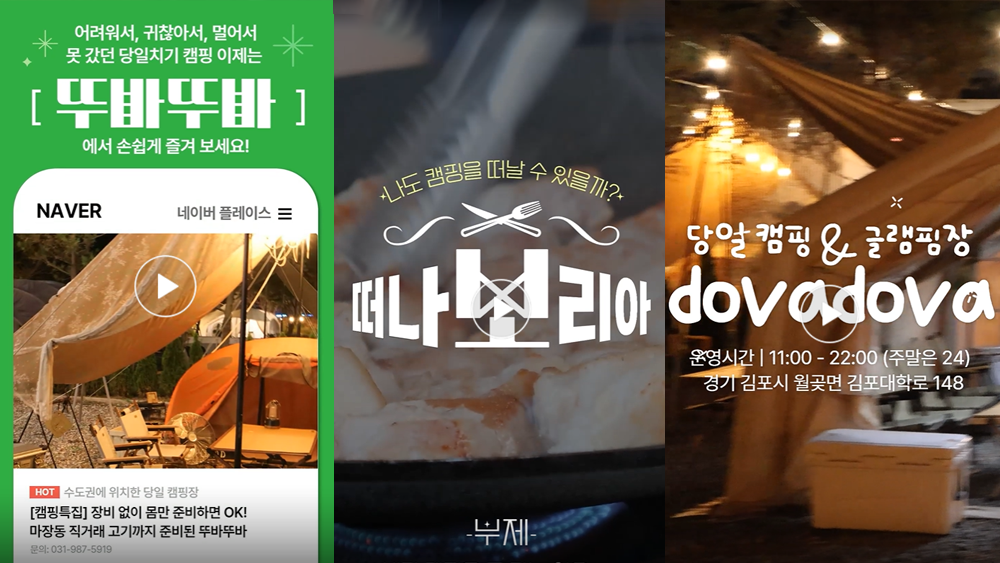 어려워서, 귀찮아서, 멀어서
못 갔던 당일치기 캠핑 이제는
[ 뚜바뚜바 ]
에서 손쉽게 즐겨 보세요!
NAVER 네이버 플레이스
HOT 수도권에 위치한 당일 캠핑장
[캠핑특집] 장비 없이 몸만 준비하면 OK!
마장동 직거래 고기까지 준비된 뚜바뚜바
문의: 031-987-5919
나도 캠핑을 떠날 수 있을까?
떠나보리아
-부제-
당일 캠핑 & 글램핑장
dovadova
운영시간 | 11:00 - 22:00 (주말은 24)
경기 김포시 월곶면 김포대학로 148